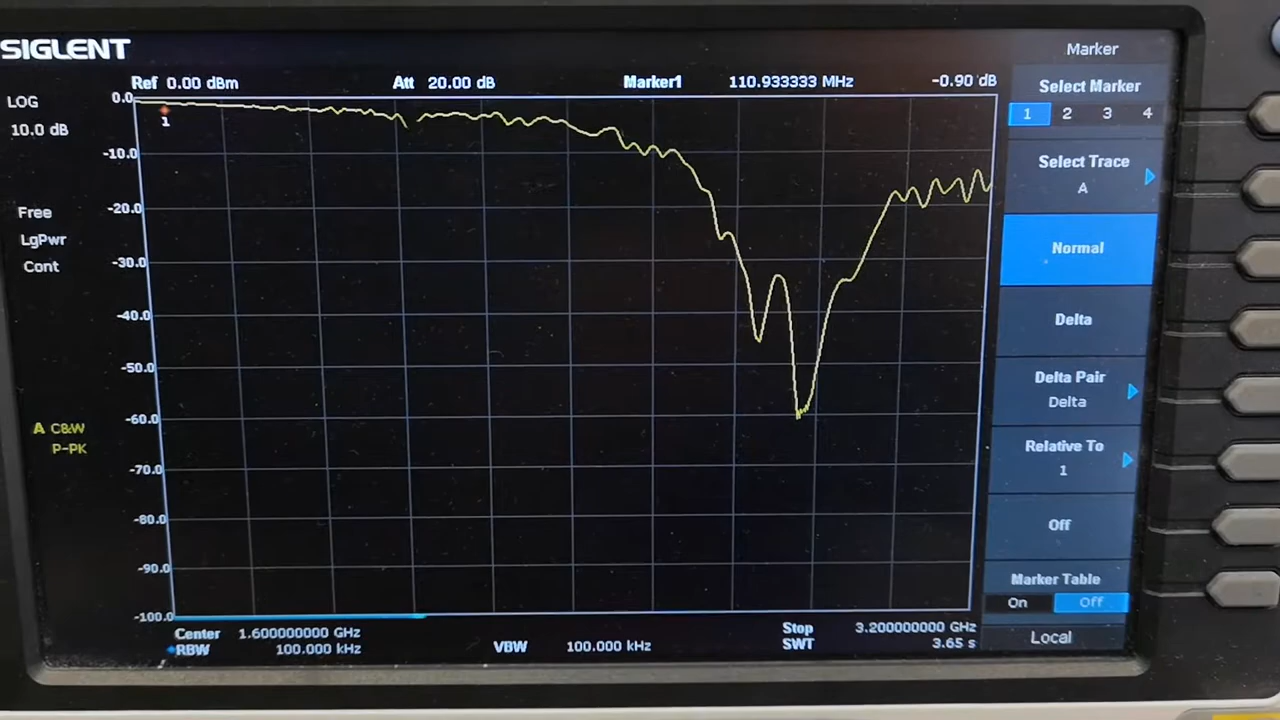 SIGLENT
Marker
Ref 0.00 dBm Att 20.00 dB Marker1 110.933333 MHz -0.90 dB
LOG
10.0 dB
Free
LgPwr
Cont
A C&W
P-PK
0.0
-10.0
-20.0
-30.0
-40.0
-50.0
-60.0
-70.0
-80.0
-90.0
-100.0
1
Select Marker
1 2 3 4
Select Trace
A
Normal
Delta
Delta Pair
Delta
Relative To
1
Off
Marker Table
On Off
Local
Center 1.600000000 GHz Stop 3.200000000 GHz
RBW 100.000 kHz VBW 100.000 kHz SWT 3.65 s